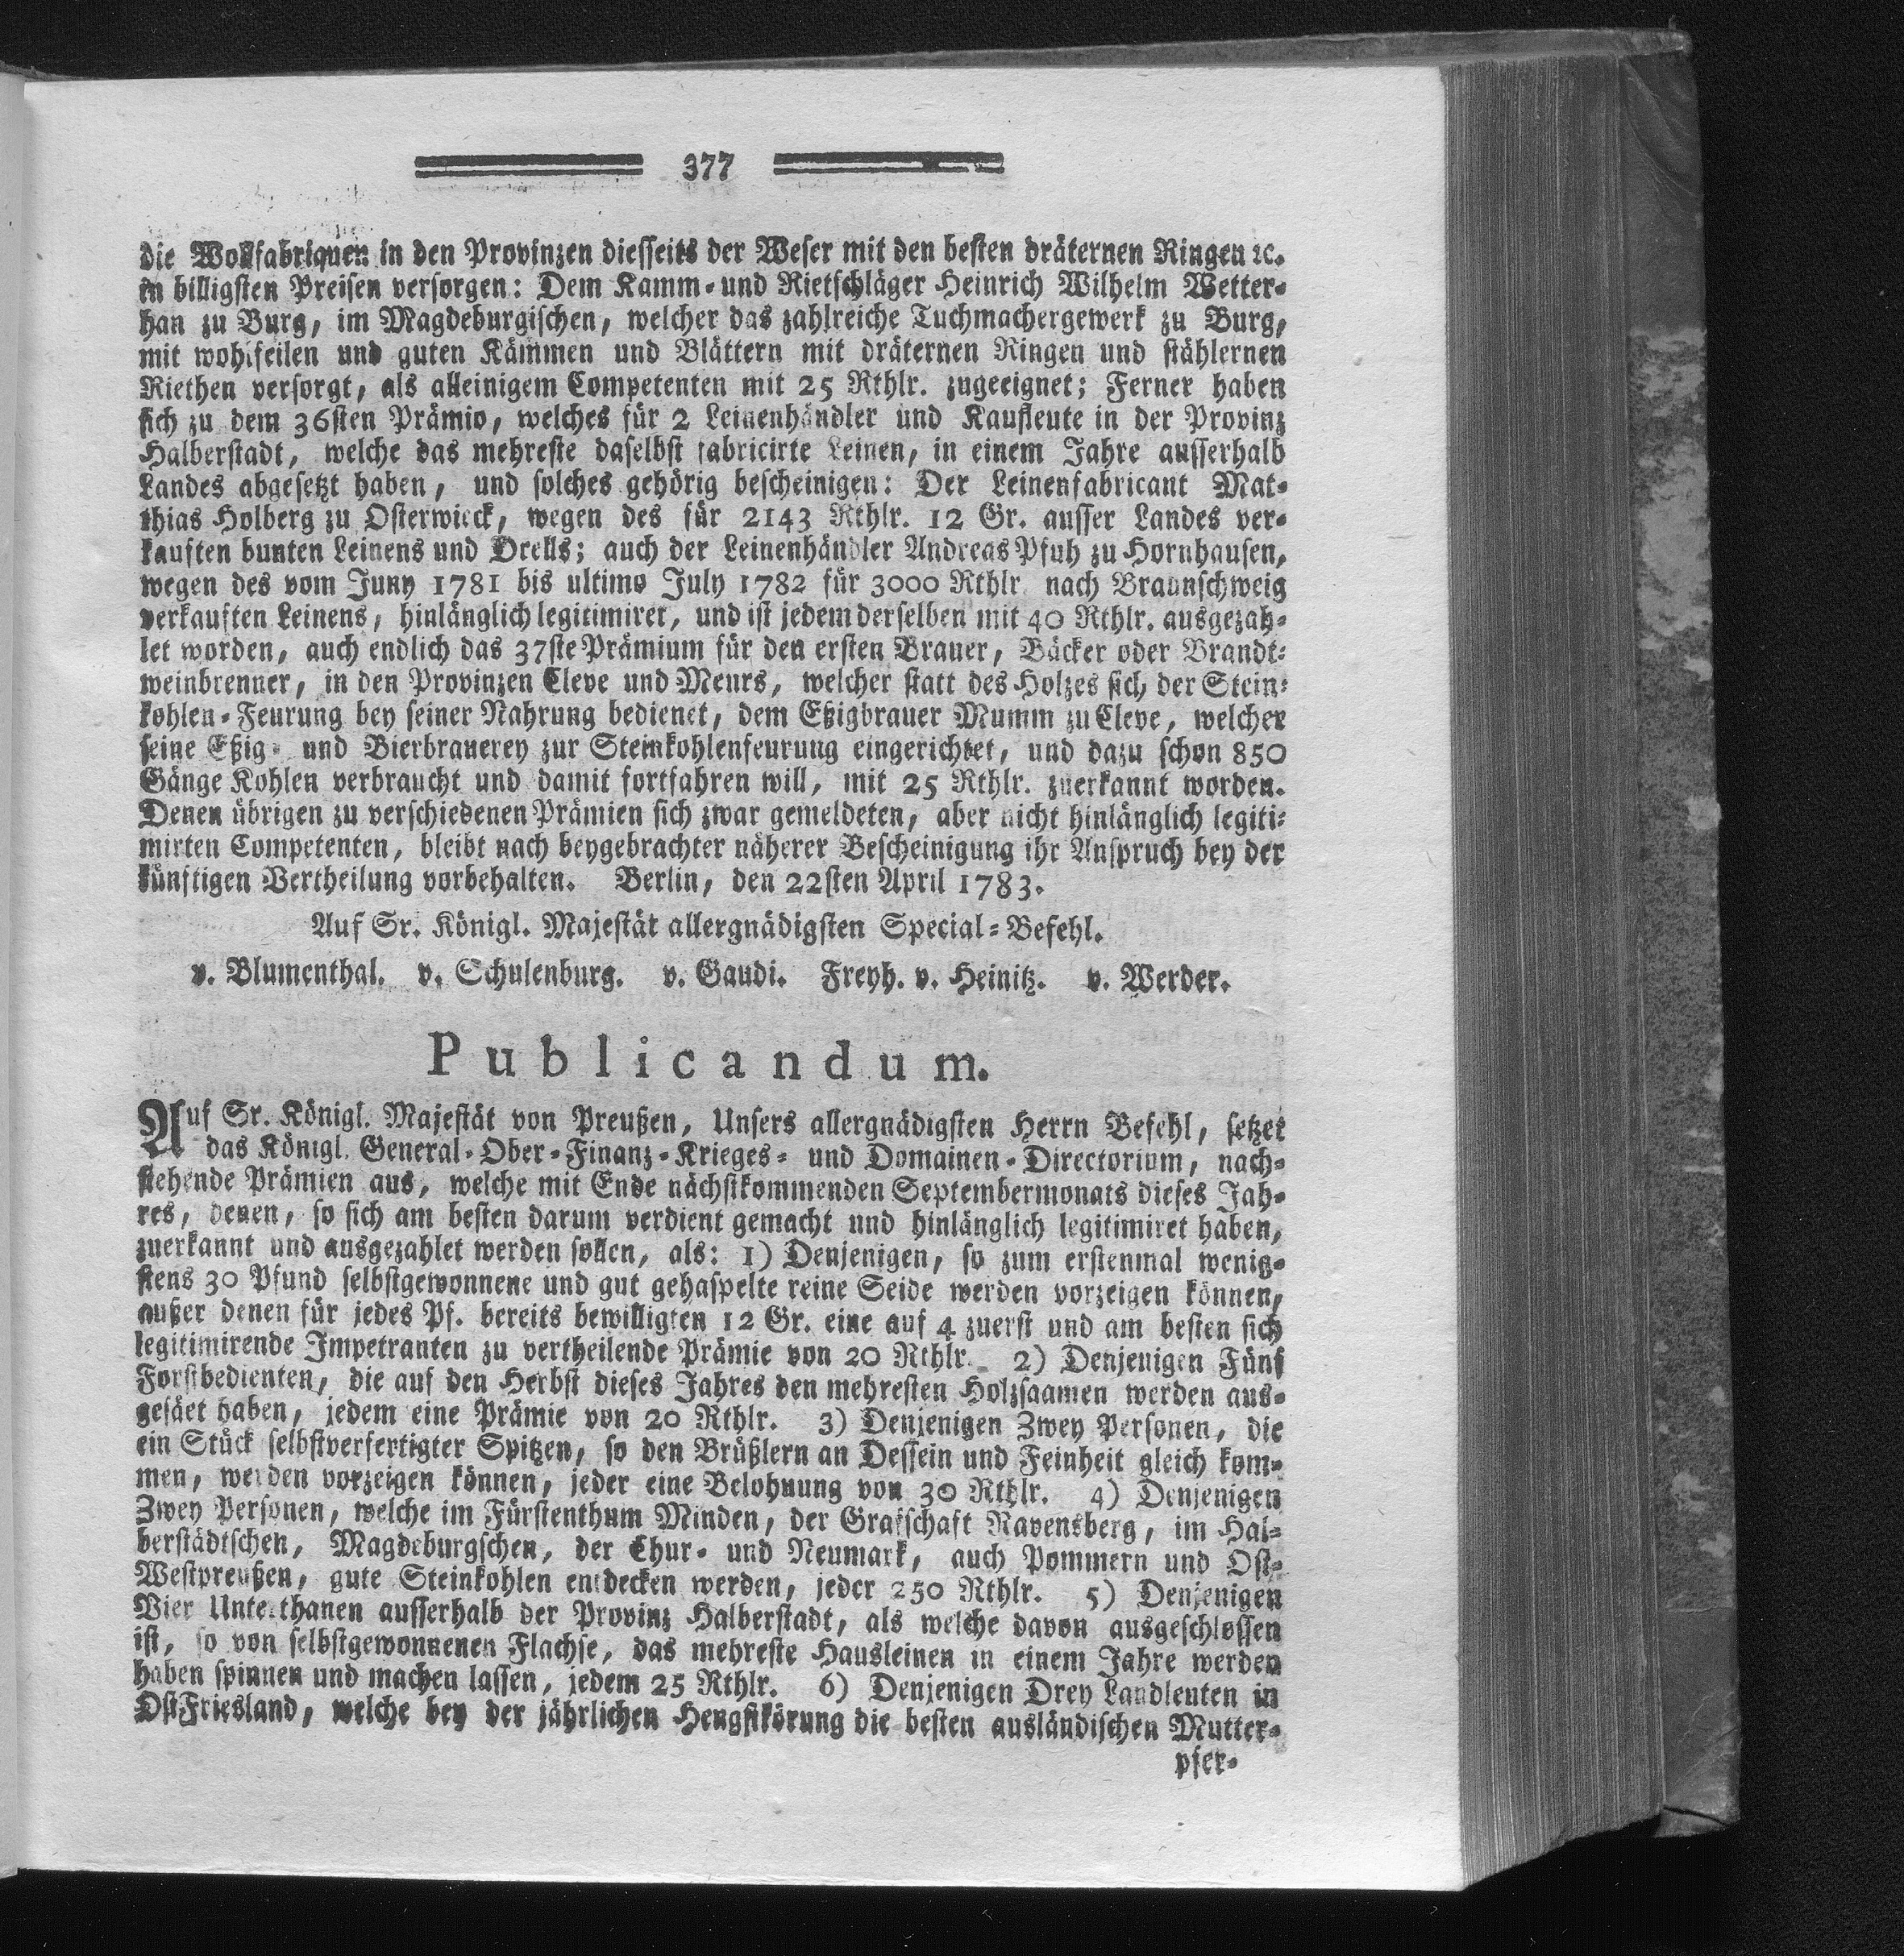 377
die Wollfabriquen in den Provinzen diesseits der Weser mit den besten dräternen Ringen ꝛc.
in billigsten Preisen versorgen: Dem Kamm- und Rietschläger Heinrich Wilhelm Wetter-
han zu Burg, im Magdeburgischen, welcher das zahlreiche Tuchmachergewerk zu Burg,
mit wohlfeilen und guten Kämmen und Blättern mit dräternen Ringen und stählernen
Riethen versorgt, als alleinigem Competenten mit 25 Rthlr. zugeeignet; Ferner haben
sich zu dem 36sten Prämio, welches für 2 Leinenhändler und Kaufleute in der Provinz
Halberstadt, welche das mehreste daselbst fabricirte Leinen, in einem Jahre ausserhalb
Landes abgesetzt haben, und solches gehörig bescheinigen: Der Leinenfabricant Mat-
thias Holberg zu Osterwieck, wegen des für 2143 Rthlr. 12 Gr. ausser Landes ver-
kauften bunten Leinens und Drells; auch der Leinenhändler Andreas Pfuh zu Hornhausen,
wegen des vom Juny 1781 bis ultimo July 1782 für 3000 Rthlr. nach Braunschweig
verkauften Leinens, hinlänglich legitimiret, und ist jedem derselben mit 40 Rthlr. ausgezah-
let worden, auch endlich das 37ste Prämium für den ersten Brauer, Bäcker oder Brandt-
weinbrenner, in den Provinzen Cleve und Meurs, welcher statt des Holzes sich der Stein-
kohlen-Feurung bey seiner Nahrung bedienet, dem Eßigbrauer Mumm zu Cleve, welcher
seine Eßig- und Bierbrauerey zur Steinkohlenfeurung eingerichtet, und dazu schon 850
Gänge Kohlen verbraucht und damit fortfahren will, mit 25 Rthlr. zuerkannt worden.
Denen übrigen zu verschiedenen Prämien sich zwar gemeldeten, aber nicht hinlänglich legiti-
mirten Competenten, bleibt nach beygebrachter näherer Bescheinigung ihr Anspruch bey der
künftigen Vertheilung vorbehalten. Berlin, den 22sten April 1783.
Auf Sr. Königl. Majestät allergnädigsten Special-Befehl.
v. Blumenthal. v. Schulenburg. v. Gaudi. Freyh. v. Heinitz. v. Werder.
Publicandum.
Auf Sr. Königl. Majestät von Preußen, Unsers allergnädigsten Herrn Befehl, setzet
das Königl. General-Ober-Finanz-Krieges- und Domainen-Directorium, nach-
stehende Prämien aus, welche mit Ende nächstkommenden Septembermonats dieses Jah-
res, denen, so sich am besten darum verdient gemacht und hinlänglich legitimiret haben,
zuerkannt und ausgezahlet werden sollen, als: 1) Denjenigen, so zum erstenmal wenig-
stens 30 Pfund selbstgewonnene und gut gehaspelte reine Seide werden vorzeigen können,
außer denen für jedes Pf. bereits bewilligten 12 Gr. eine auf 4 zuerst und am besten sich
legitimirende Impetranten zu vertheilende Prämie von 20 Rthlr. 2) Denjenigen Fünf
Forstbedienten, die auf den Herbst dieses Jahres den mehresten Holzsaamen werden aus-
gesäet haben, jedem eine Prämie von 20 Rthlr. 3) Denjenigen Zwey Personen, die
ein Stück selbstverfertigter Spitzen, so den Brüßlern an Dessein und Feinheit gleich kom-
men, werden vorzeigen können, jeder eine Belohnung von 30 Rthlr. 4) Denjenigen
Zwey Personen, welche im Fürstenthum Minden, der Grafschaft Ravensberg, im Hal-
berstädtschen, Magdeburgschen, der Chur- und Neumark, auch Pommern und Ost-
Westpreußen, gute Steinkohlen entdecken werden, jeder 250 Rthlr. 5) Denjenigen
Vier Unterthanen ausserhalb der Provinz Halberstadt, als welche davon ausgeschlossen
ist, so von selbstgewonnenen Flachse, das mehreste Hausleinen in einem Jahre werden
haben spinnen und machen lassen, jedem 25 Rthlr. 6) Denjenigen Drey Landleuten in
OstFriesland, welche bey der jährlichen Hengstkörung die besten ausländischen Mutter-
pfer-